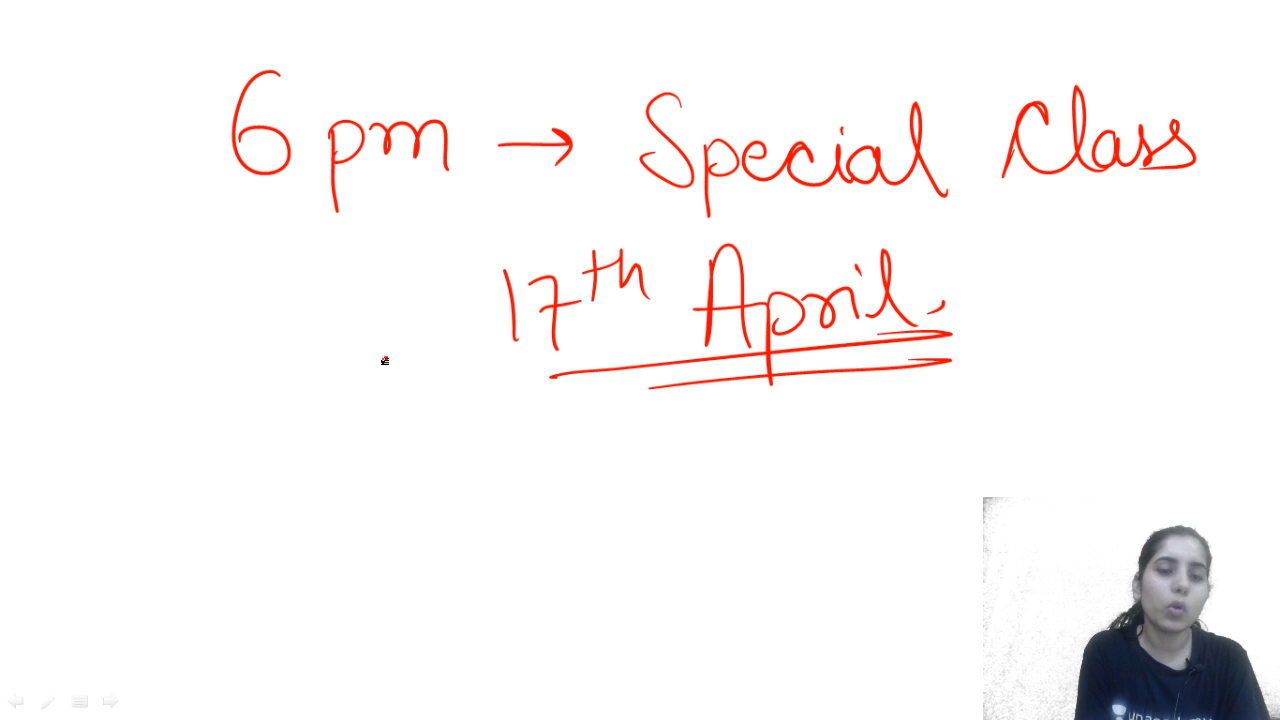 6 pm → Special Class
17th April.